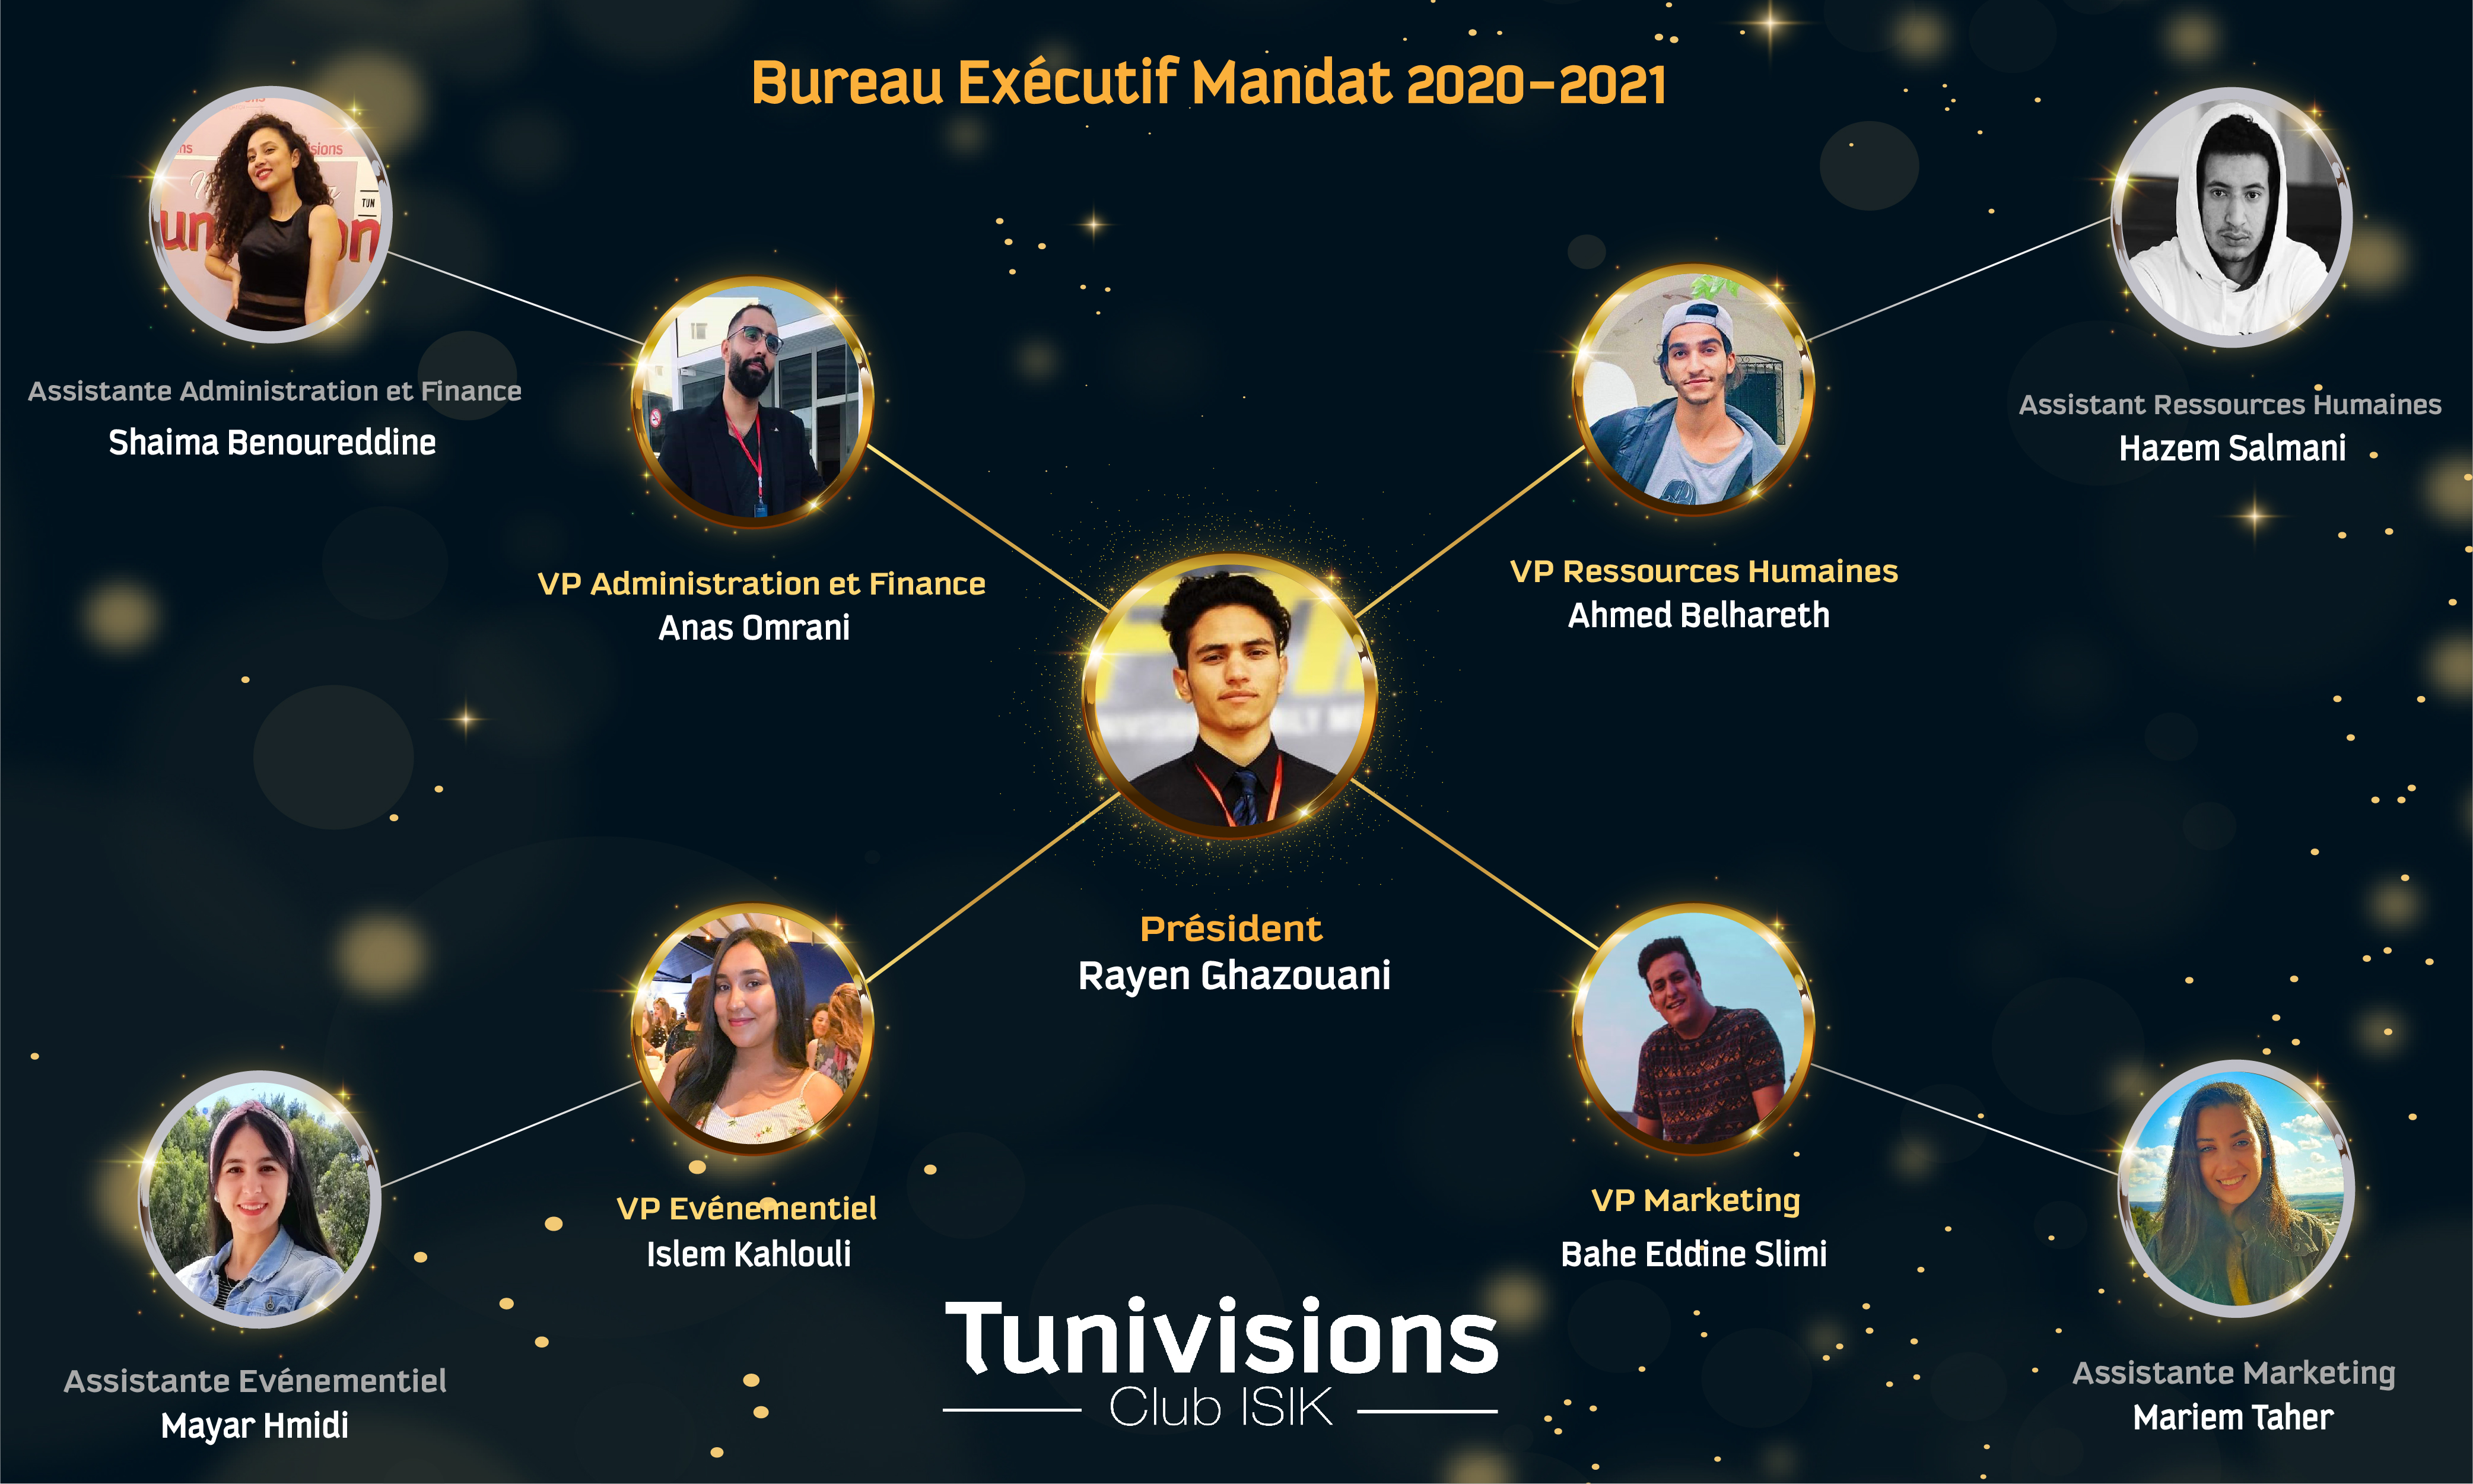 Bureau Exécutif Mandat 2020-2021
Assistante Administration et Finance
Shaima Benoureddine
VP Administration et Finance
Anas Omrani
VP Ressources Humaines
Ahmed Belhareth
Assistant Ressources Humaines
Hazem Salmani
Président
Rayen Ghazouani
VP Evénementiel
Islem Kahlouli
VP Marketing
Bahe Eddine Slimi
Assistante Evénementiel
Mayar Hmidi
Assistante Marketing
Mariem Taher
Tunivisions
Club ISIK
TUN